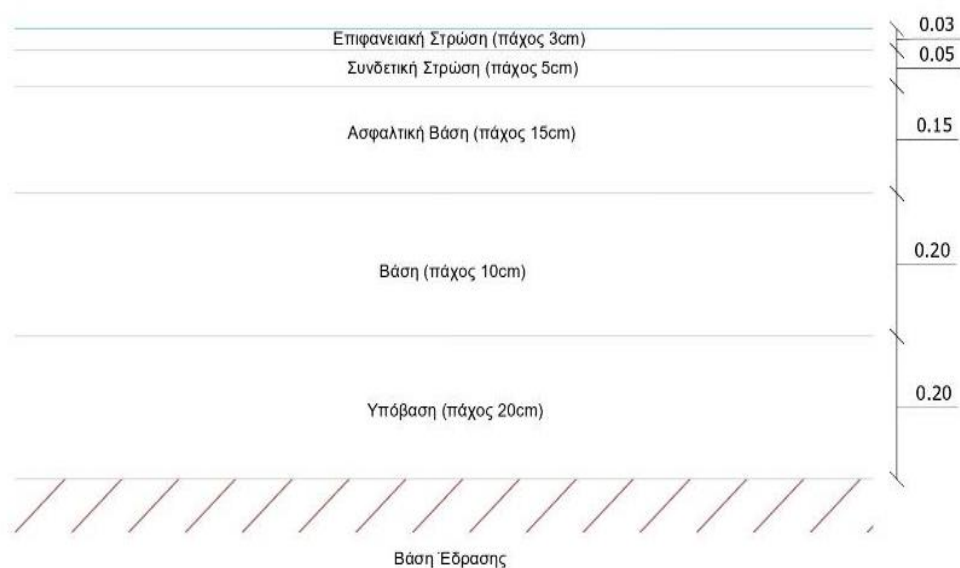 Επιφανειακή Στρώση (πάχος 3cm)
0.03
Συνδετική Στρώση (πάχος 5cm)
0.05
Ασφαλτική Βάση (πάχος 15cm)
0.15
Βάση (πάχος 10cm)
0.20
Υπόβαση (πάχος 20cm)
0.20
Βάση Έδρασης